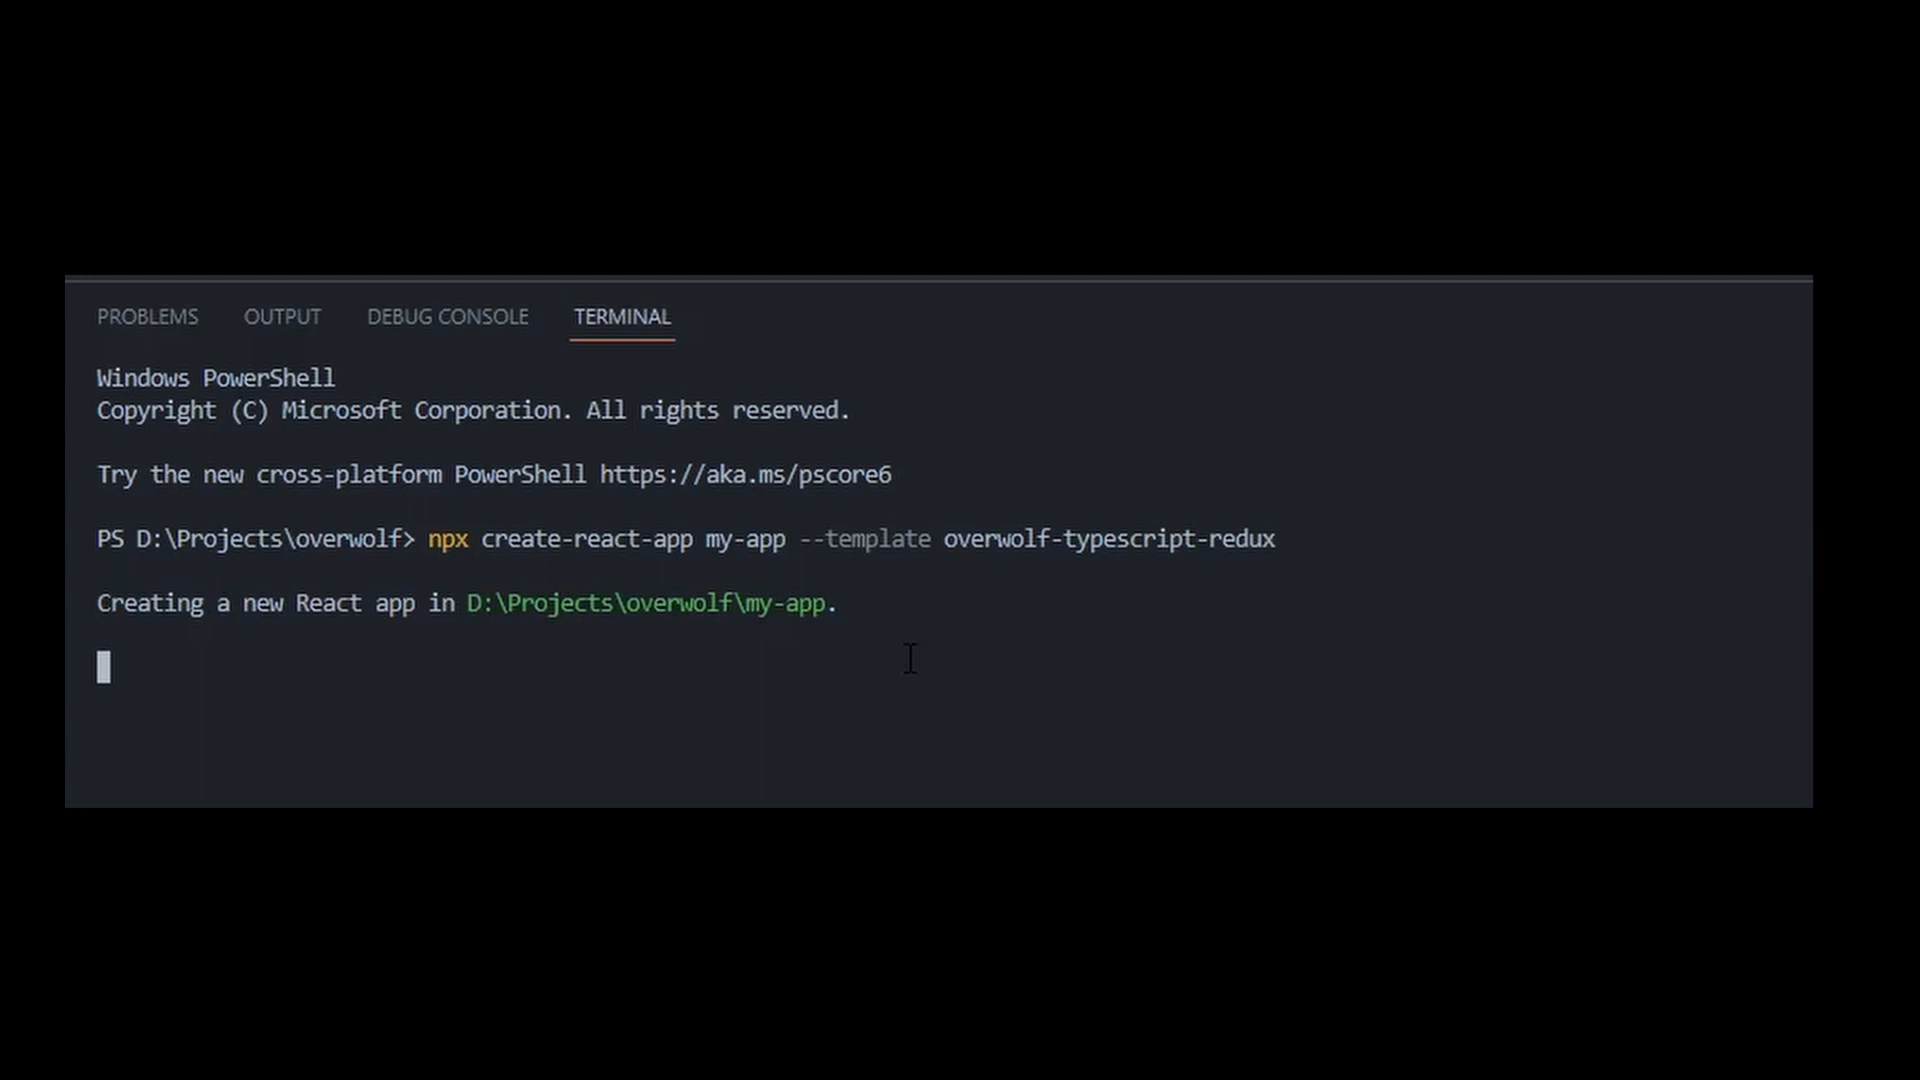 PROBLEMS OUTPUT DEBUG CONSOLE TERMINAL
Windows PowerShell
Copyright (C) Microsoft Corporation. All rights reserved.
Try the new cross-platform PowerShell https://aka.ms/pscore6
PS D:\Projects\overwolf> npx create-react-app my-app --template overwolf-typescript-redux
Creating a new React app in D:\Projects\overwolf\my-app.